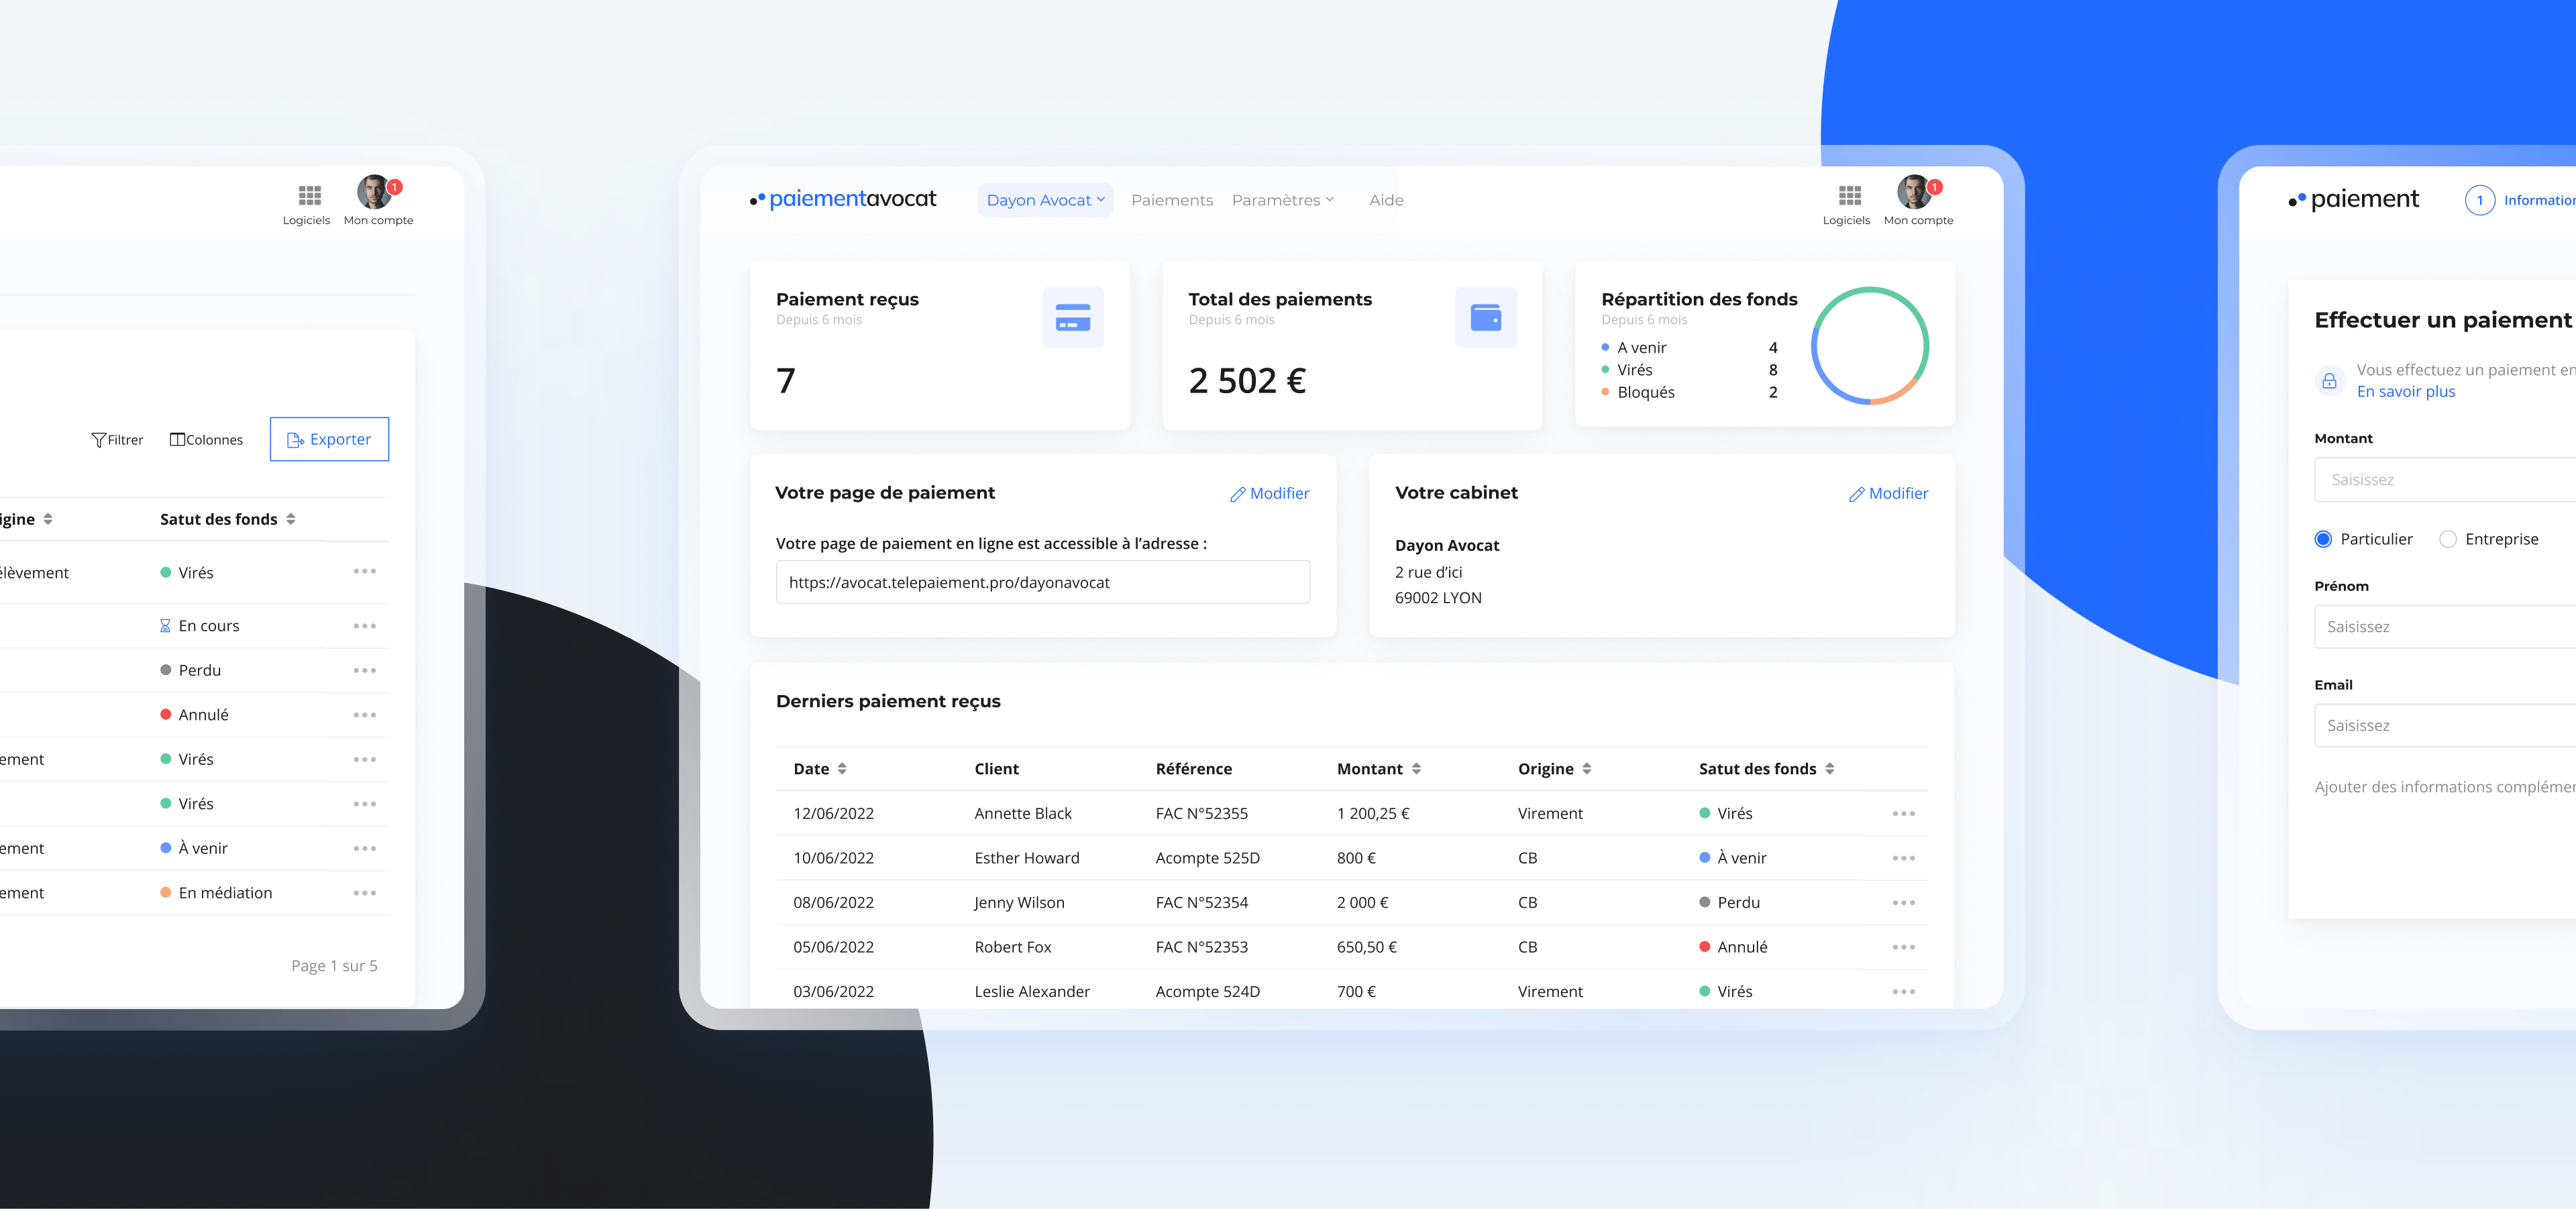 Logiciels
Mon compte
1
Filtrer
Colonnes
Exporter
Satut des fonds
Virés
En cours
Perdu
Annulé
Virés
Virés
À venir
En médiation
Page 1 sur 5
paiementavocat
Dayon Avocat
Paiements
Paramètres
Aide
Logiciels
Mon compte
1
Paiement reçus
Depuis 6 mois
7
Total des paiements
Depuis 6 mois
2 502 €
Répartition des fonds
Depuis 6 mois
A venir 4
Virés 8
Bloqués 2
Votre page de paiement
Modifier
Votre page de paiement en ligne est accessible à l’adresse :
https://avocat.telepaiement.pro/dayonavocat
Votre cabinet
Modifier
Dayon Avocat
2 rue d’ici
69002 LYON
Derniers paiement reçus
Date Client Référence Montant Origine Satut des fonds
12/06/2022 Annette Black FAC N°52355 1 200,25 € Virement Virés
10/06/2022 Esther Howard Acompte 525D 800 € CB À venir
08/06/2022 Jenny Wilson FAC N°52354 2 000 € CB Perdu
05/06/2022 Robert Fox FAC N°52353 650,50 € CB Annulé
03/06/2022 Leslie Alexander Acompte 524D 700 € Virement Virés
paiement
1
Effectuer un paiement
Vous effectuez un paiement en
En savoir plus
Montant
Saisissez
Particulier
Entreprise
Prénom
Saisissez
Email
Saisissez
Ajouter des informations